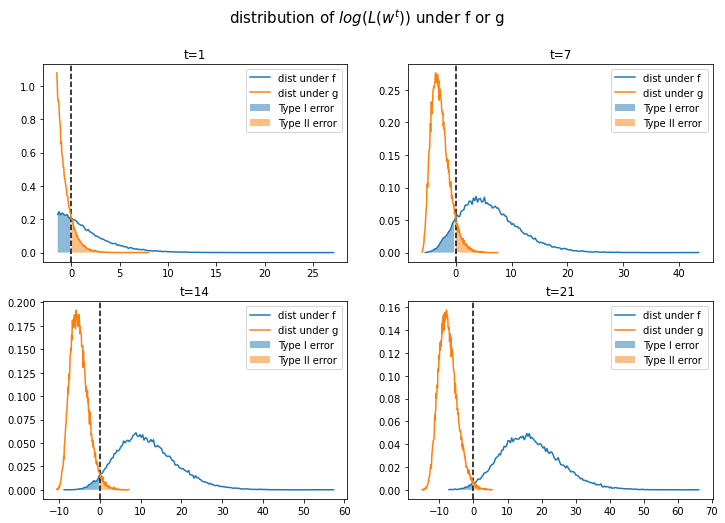 distribution of log(L(w^t)) under f or g
t=1
dist under f
dist under g
Type I error
Type II error
1.0
0.8
0.6
0.4
0.2
0.0
0 5 10 15 20 25
t=7
dist under f
dist under g
Type I error
Type II error
0.25
0.20
0.15
0.10
0.05
0.00
0 10 20 30 40
t=14
dist under f
dist under g
Type I error
Type II error
0.200
0.175
0.150
0.125
0.100
0.075
0.050
0.025
0.000
−10 0 10 20 30 40 50 60
t=21
dist under f
dist under g
Type I error
Type II error
0.16
0.14
0.12
0.10
0.08
0.06
0.04
0.02
0.00
−10 0 10 20 30 40 50 60 70